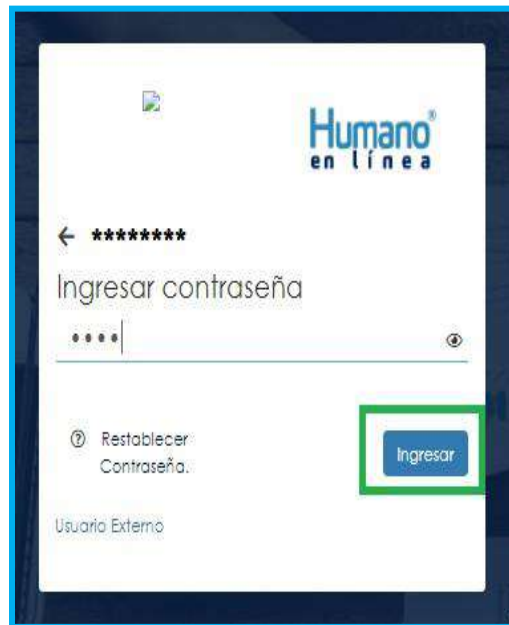 Humano®
en línea
← ********
Ingresar contraseña
••••
Restablecer
Contraseña.
Ingresar
Usuario Externo